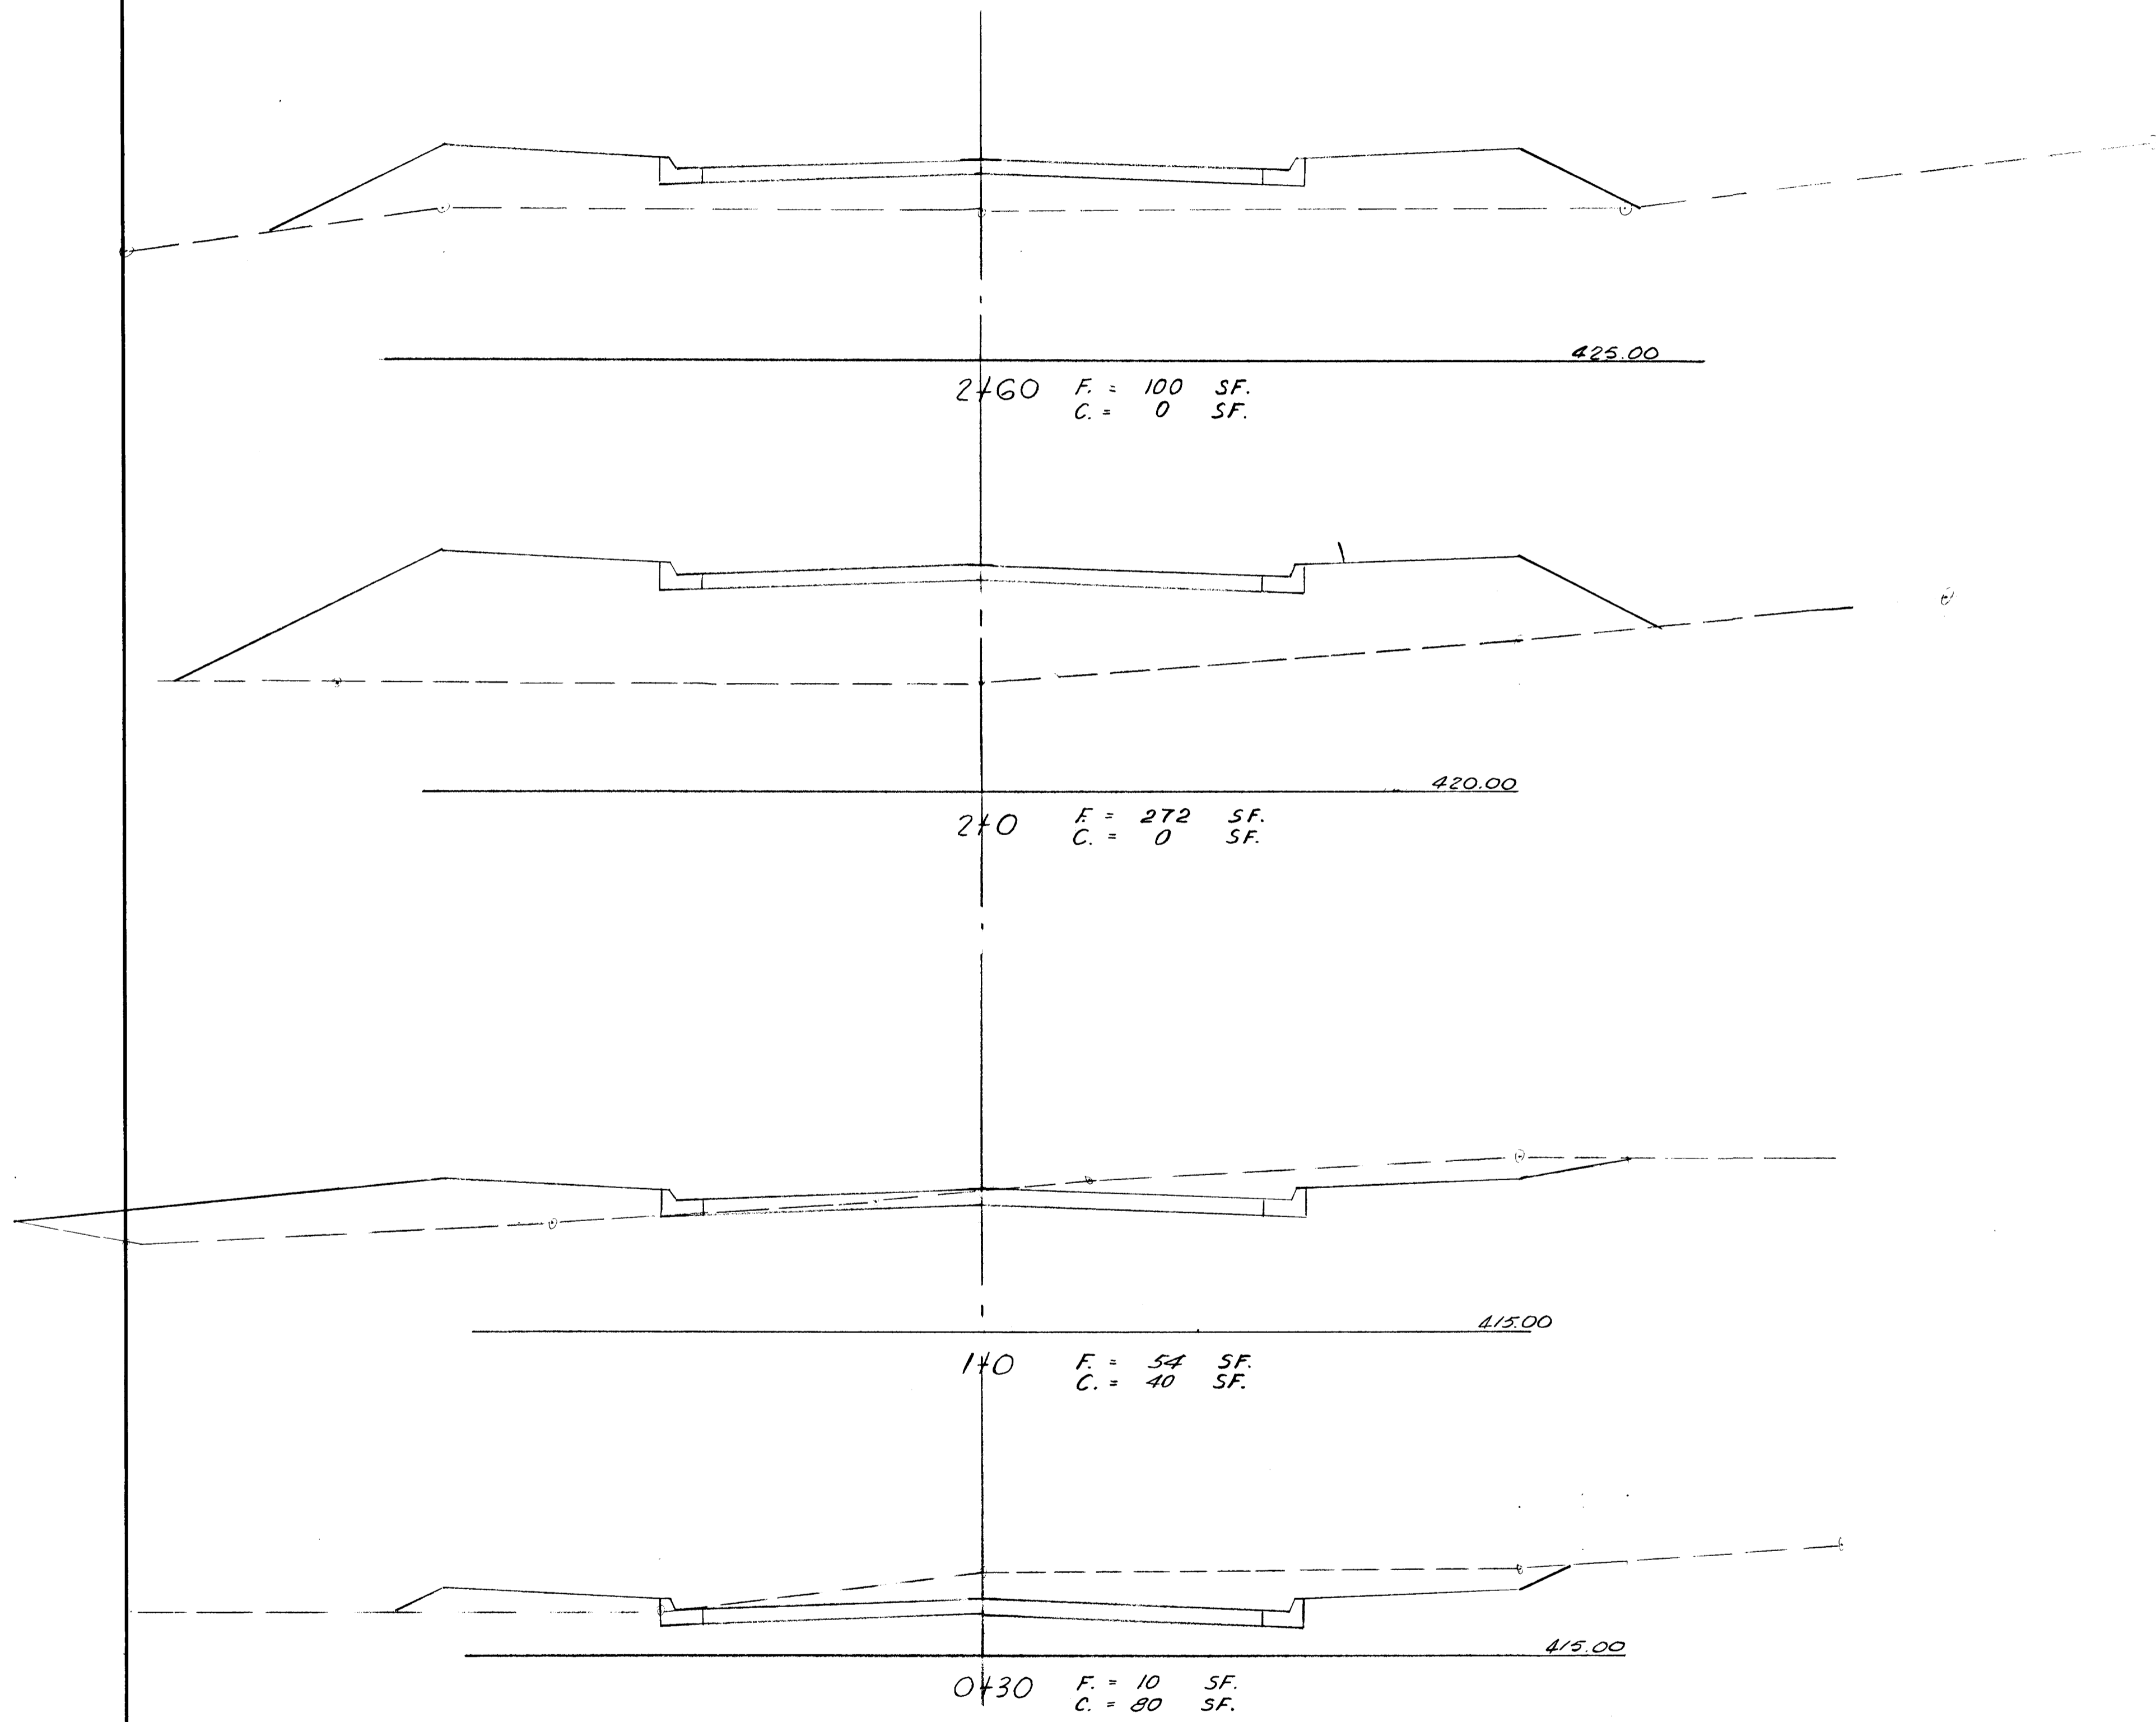 425.00
2+60 F. = 100 SF.
C. = 0 SF.
420.00
2+0 F. = 272 SF.
C. = 0 SF.
415.00
1+0 F. = 54 SF.
C. = 40 SF.
415.00
0+30 F. = 10 SF.
C. = 80 SF.